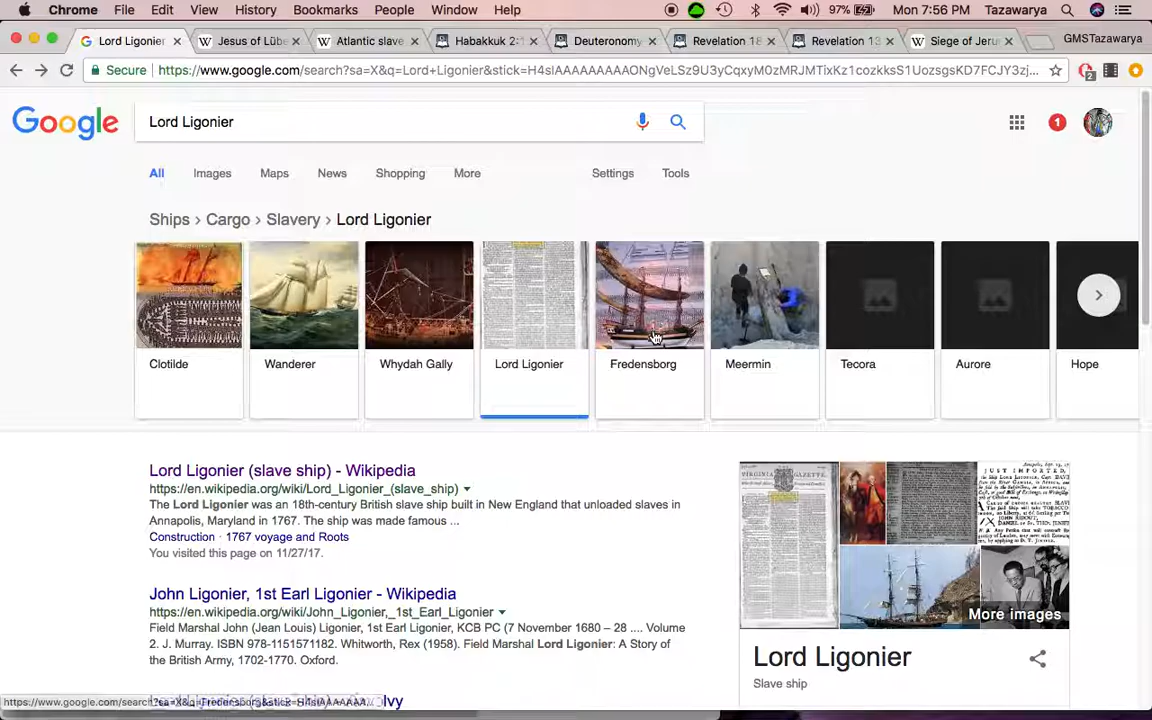 Chrome File Edit View History Bookmarks People Window Help 97% Mon 7:56 PM Tazawarya
Lord Ligonier Jesus of Lübe Atlantic slave Habakkuk 2:1 Deuteronomy Revelation 18 Revelation 13 Siege of Jeru GMSTazawarya
Secure https://www.google.com/search?sa=X&q=Lord+Ligonier&stick=
Google Lord Ligonier 1
All Images Maps News Shopping More Settings Tools
Ships > Cargo > Slavery > Lord Ligonier
Clotilde Wanderer Whydah Gally Lord Ligonier Fredensborg Meermin Tecora Aurore Hope
Lord Ligonier (slave ship) - Wikipedia
https://en.wikipedia.org/wiki/Lord_Ligonier_(slave_ship)
The Lord Ligonier was an 18th-century British slave ship built in New England that unloaded slaves in
Annapolis, Maryland in 1767. The ship was made famous ...
Construction · 1767 voyage and Roots
You visited this page on 11/27/17.
John Ligonier, 1st Earl Ligonier - Wikipedia
https://en.wikipedia.org/wiki/John_Ligonier,_1st_Earl_Ligonier
Field Marshal John (Jean Louis) Ligonier, 1st Earl Ligonier, KCB PC (7 November 1680 – 28 .... Volume
2. J. Murray. ISBN 978-1151571182. Whitworth, Rex (1958). Field Marshal Lord Ligonier: A Story of
the British Army, 1702-1770. Oxford.
VIRGINIA GAZETTE.
JUST IMPORTED,
More images
Lord Ligonier
Slave ship